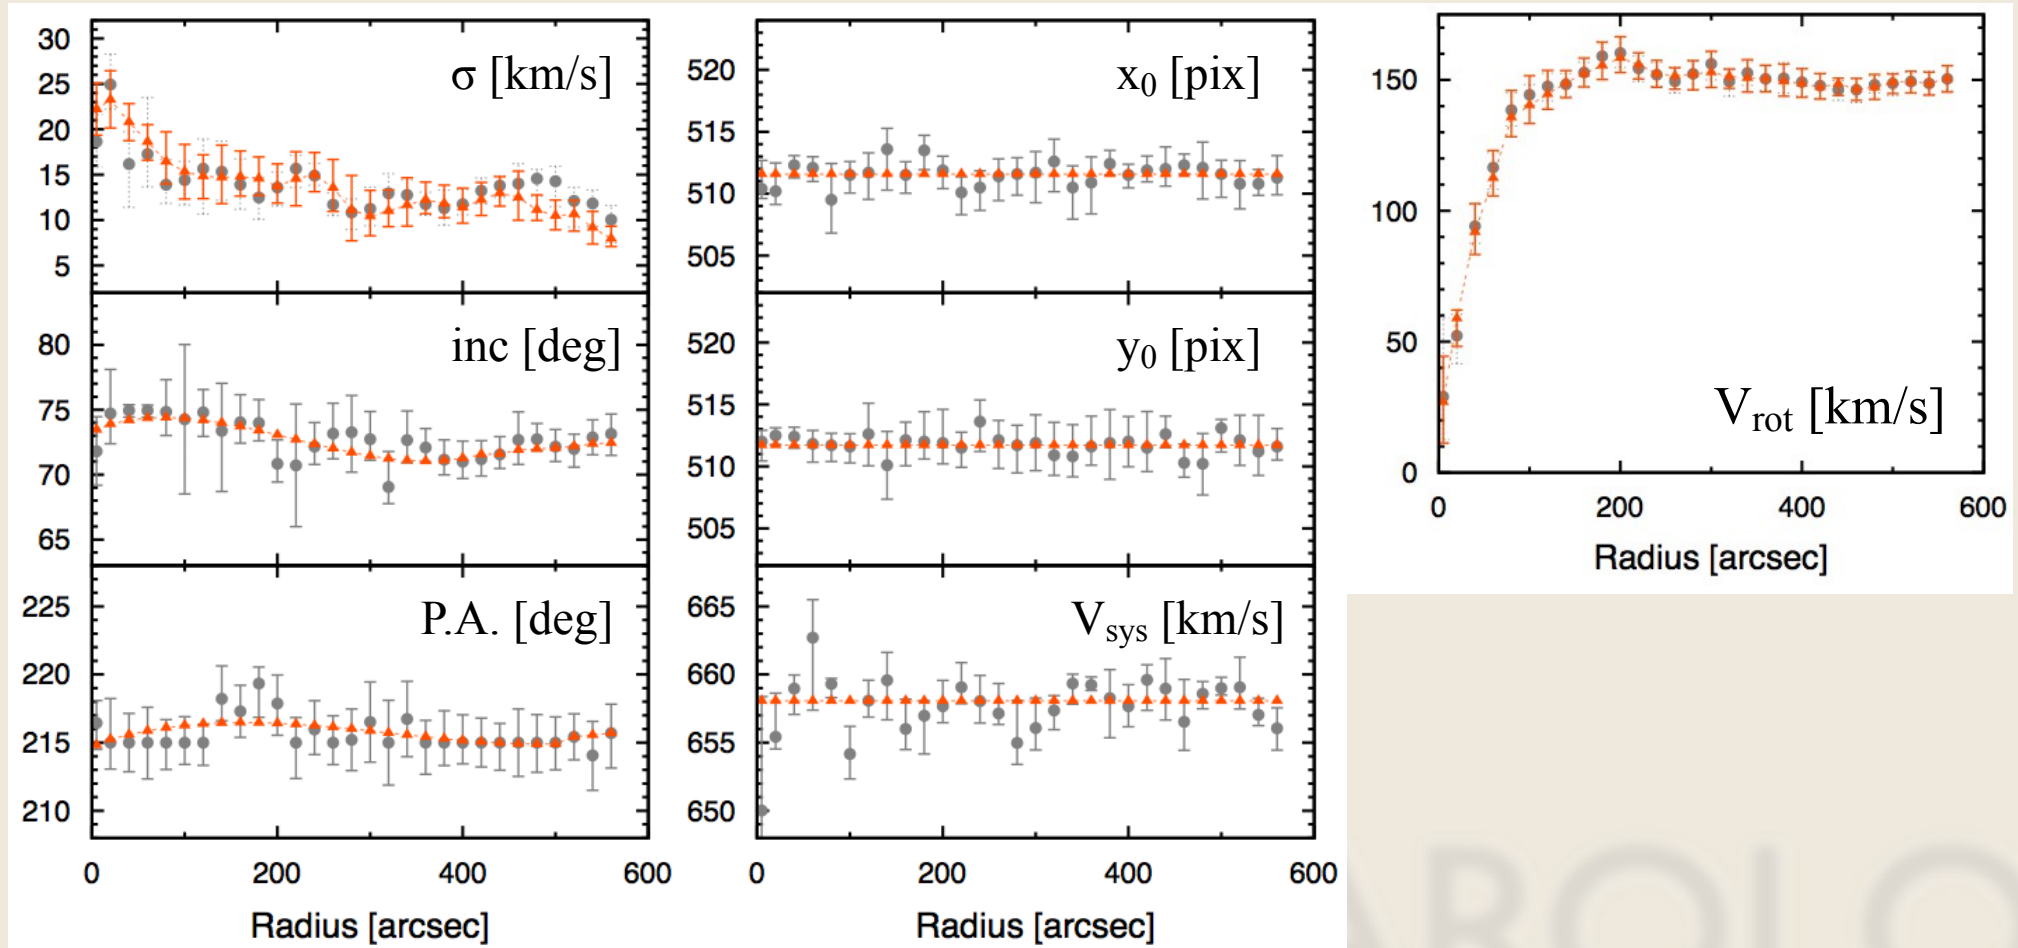 30
25
20
15
10
5
σ [km/s]
80
75
70
65
inc [deg]
225
220
215
210
P.A. [deg]
0 200 400 600
Radius [arcsec]
520
515
510
505
x₀ [pix]
520
515
510
505
y₀ [pix]
665
660
655
650
Vsys [km/s]
0 200 400 600
Radius [arcsec]
150
100
50
0
Vrot [km/s]
0 200 400 600
Radius [arcsec]